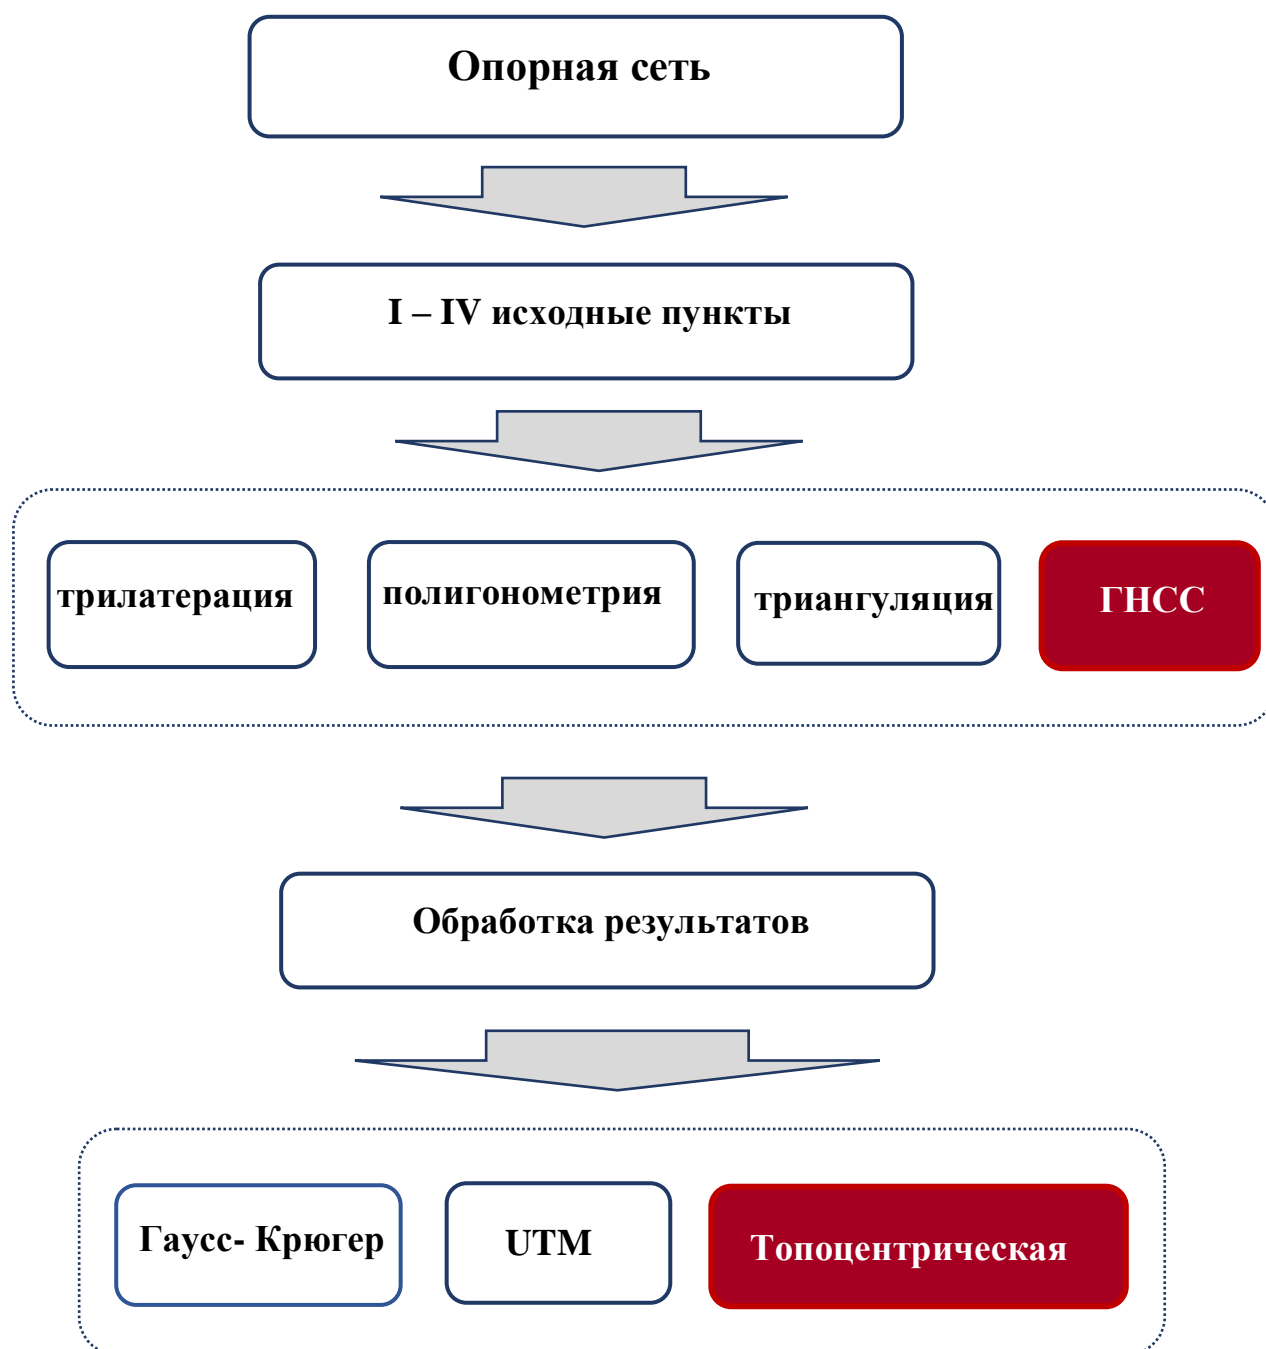 Опорная сеть
I – IV исходные пункты
трилатерация
полигонометрия
триангуляция
ГНСС
Обработка результатов
Гаусс- Крюгер
UTM
Топоцентрическая